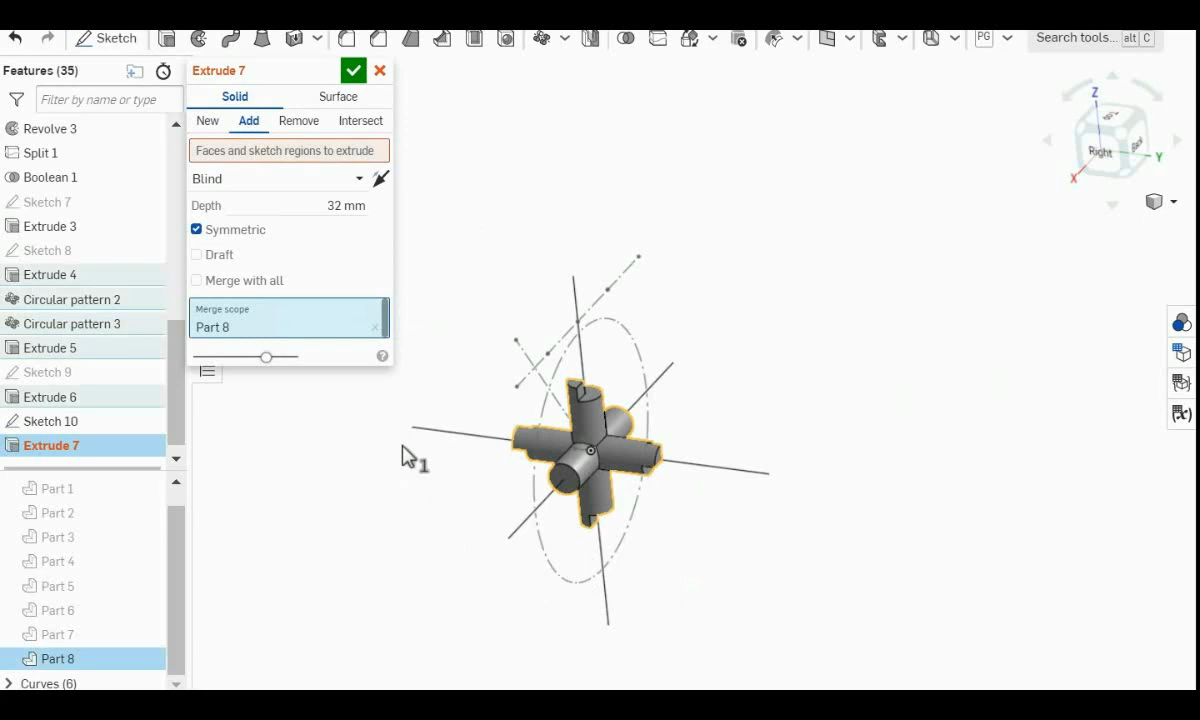 Sketch
Search tools... alt C
PG
Features (35)
Filter by name or type
Revolve 3
Split 1
Boolean 1
Sketch 7
Extrude 3
Sketch 8
Extrude 4
Circular pattern 2
Circular pattern 3
Extrude 5
Sketch 9
Extrude 6
Sketch 10
Extrude 7
Part 1
Part 2
Part 3
Part 4
Part 5
Part 6
Part 7
Part 8
Curves (6)
Extrude 7
Solid Surface
New Add Remove Intersect
Faces and sketch regions to extrude
Blind
Depth 32 mm
Symmetric
Draft
Merge with all
Merge scope
Part 8
1
Z
Right
Back
Y
X
(x)